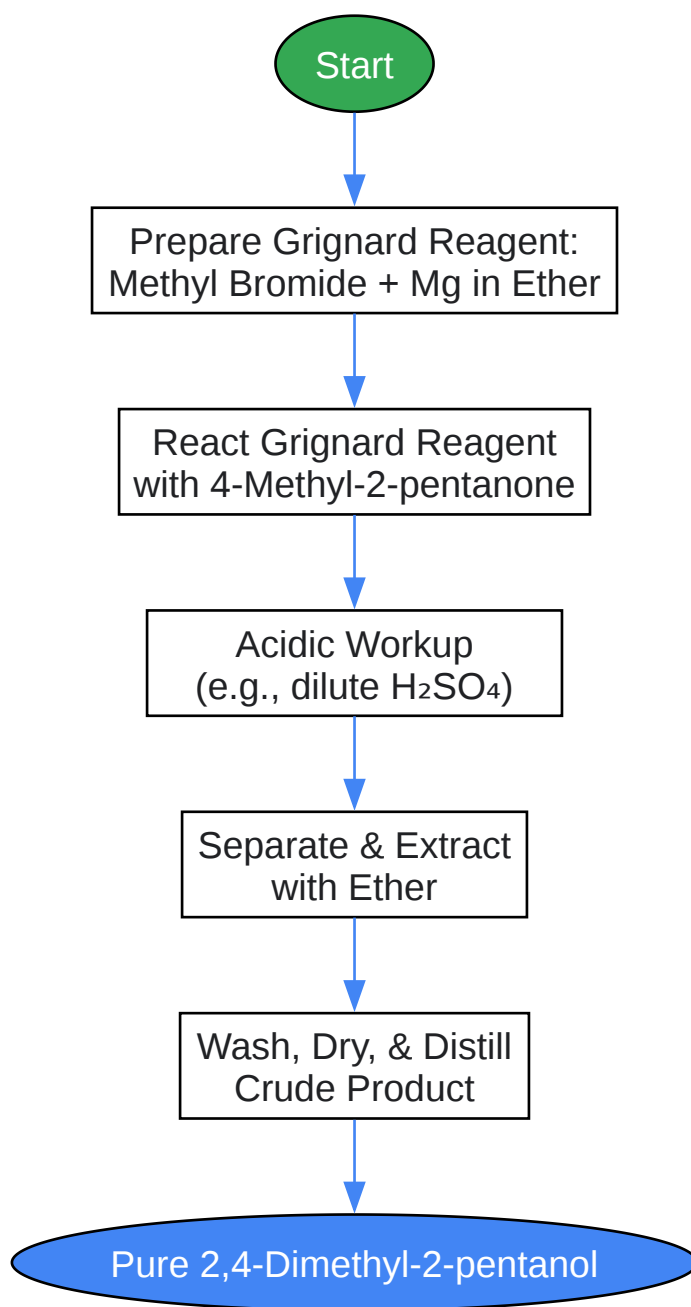 Start
Prepare Grignard Reagent:
Methyl Bromide + Mg in Ether
React Grignard Reagent
with 4-Methyl-2-pentanone
Acidic Workup
(e.g., dilute H₂SO₄)
Separate & Extract
with Ether
Wash, Dry, & Distill
Crude Product
Pure 2,4-Dimethyl-2-pentanol